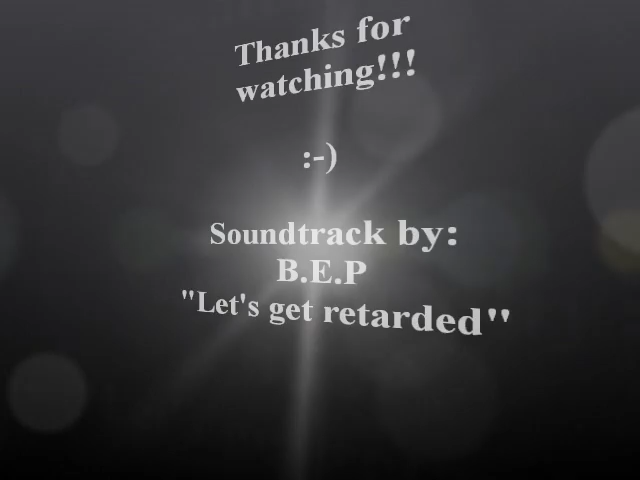 Thanks for
watching!!!
:-)
Soundtrack by:
B.E.P
"Let's get retarded"